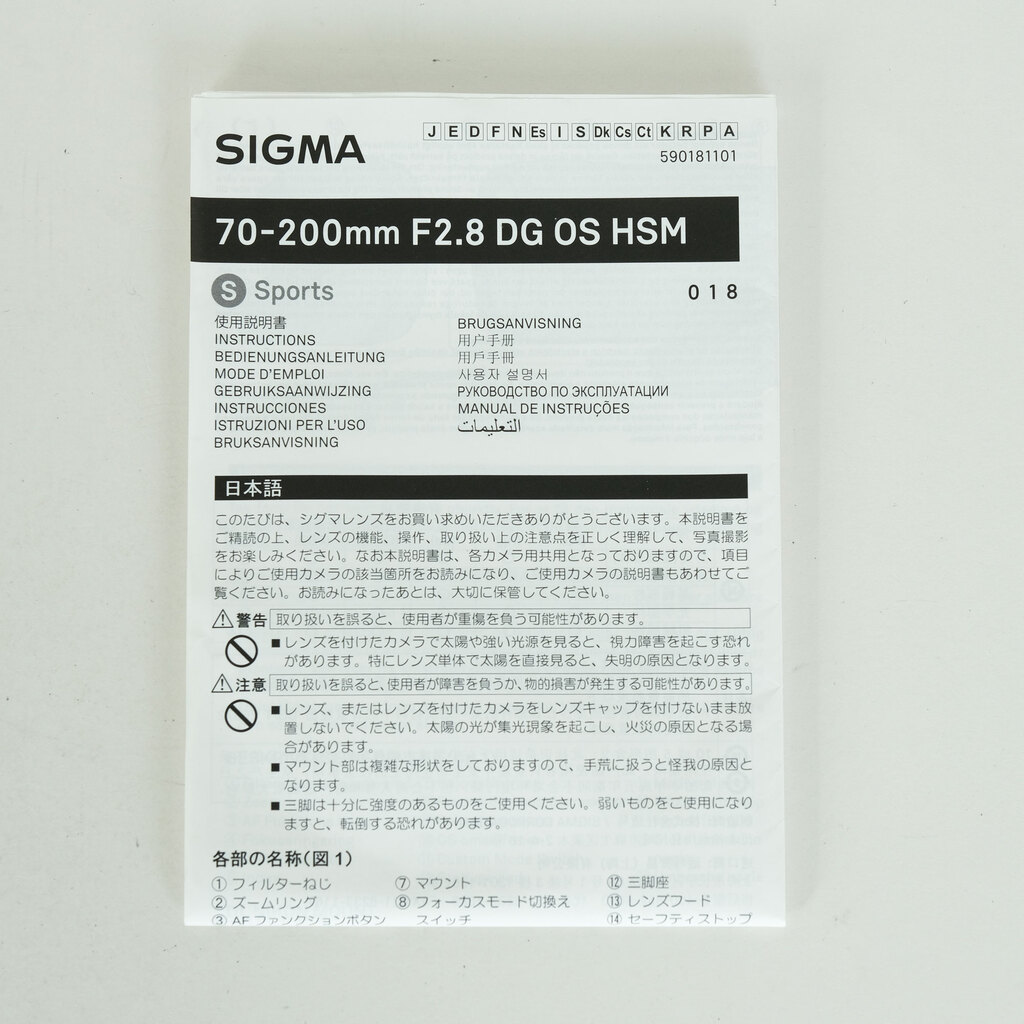 SIGMA
J E D F N Es I S Dk Cs Ct K R P A
590181101
70-200mm F2.8 DG OS HSM
S Sports
018
使用説明書
INSTRUCTIONS
BEDIENUNGSANLEITUNG
MODE D'EMPLOI
GEBRUIKSAANWIJZING
INSTRUCCIONES
ISTRUZIONI PER L'USO
BRUKSANVISNING
BRUGSANVISNING
用户手册
用戶手冊
사용자 설명서
РУКОВОДСТВО ПО ЭКСПЛУАТАЦИИ
MANUAL DE INSTRUÇÕES
التعليمات
日本語
このたびは、シグマレンズをお買い求めいただきありがとうございます。本説明書を
ご精読の上、レンズの機能、操作、取り扱い上の注意点を正しく理解して、写真撮影
をお楽しみください。なお本説明書は、各カメラ用共用となっておりますので、項目
によりご使用カメラの該当箇所をお読みになり、ご使用カメラの説明書もあわせてご
覧ください。お読みになったあとは、大切に保管してください。
警告 取り扱いを誤ると、使用者が重傷を負う可能性があります。
■レンズを付けたカメラで太陽や強い光源を見ると、視力障害を起こす恐れ
があります。特にレンズ単体で太陽を直接見ると、失明の原因となります。
注意 取り扱いを誤ると、使用者が障害を負うか、物的損害が発生する可能性があります。
■レンズ、またはレンズを付けたカメラをレンズキャップを付けないまま放
置しないでください。太陽の光が集光現象を起こし、火災の原因となる場
合があります。
■マウント部は複雑な形状をしておりますので、手荒に扱うと怪我の原因と
なります。
■三脚は十分に強度のあるものをご使用ください。弱いものをご使用になり
ますと、転倒する恐れがあります。
各部の名称(図1)
① フィルターねじ
② ズームリング
③ AF ファンクションボタン
⑦ マウント
⑧ フォーカスモード切換え
スイッチ
⑫ 三脚座
⑬ レンズフード
⑭ セーフティストップ